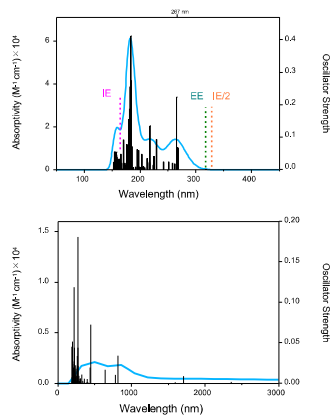 267 nm
Absorptivity (M⁻¹ cm⁻¹) × 10⁴
6
4
2
0
IE
EE
IE/2
0.4
0.3
0.2
0.1
0.0
Oscillator Strength
100
200
300
400
Wavelength (nm)
Absorptivity (M⁻¹ cm⁻¹) × 10⁴
1.5
1.0
0.5
0.0
0,20
0,15
0,10
0,05
0,00
Oscillator Strength
0
1000
2000
3000
Wavelength (nm)